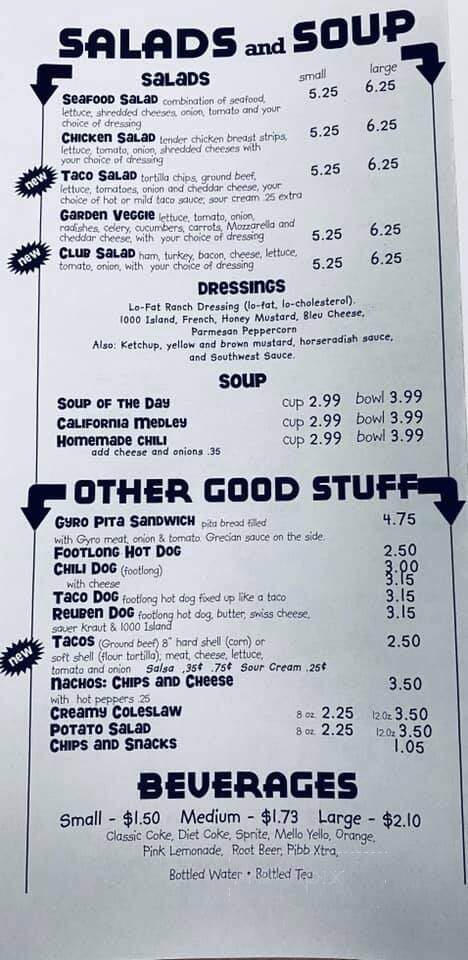 SALADS and SOUP
SALADS small large
SEAFOOD SALAD combination of seafood, 5.25 6.25
lettuce, shredded cheeses, onion, tomato and your
choice of dressing
CHICKEN SALAD tender chicken breast strips, 5.25 6.25
lettuce, tomato, onion, shredded cheeses with
your choice of dressing
new TACO SALAD tortilla chips, ground beef, 5.25 6.25
lettuce, tomatoes, onion and cheddar cheese, your
choice of hot or mild taco sauce; sour cream .25 extra
GARDEN VEGGIE lettuce, tomato, onion,
radishes, celery, cucumbers, carrots, Mozzarella and
cheddar cheese, with your choice of dressing 5.25 6.25
new CLUB SALAD ham, turkey, bacon, cheese, lettuce,
tomato, onion, with your choice of dressing 5.25 6.25
DRESSINGS
Lo-Fat Ranch Dressing (lo-fat, lo-cholesterol).
1000 Island, French, Honey Mustard, Bleu Cheese,
Parmesan Peppercorn
Also: Ketchup, yellow and brown mustard, horseradish sauce,
and Southwest Sauce.
SOUP
SOUP OF THE DAY cup 2.99 bowl 3.99
CALIFORNIA MEDLEY cup 2.99 bowl 3.99
HOMEMADE CHILI cup 2.99 bowl 3.99
add cheese and onions .35
OTHER GOOD STUFF
GYRO PITA SANDWICH pita bread filled 4.75
with Gyro meat, onion & tomato. Grecian sauce on the side.
FOOTLONG HOT DOG 2.50
CHILI DOG (footlong) 3.00
with cheese 3.15
TACO DOG footlong hot dog fixed up like a taco 3.15
REUBEN DOG footlong hot dog, butter, swiss cheese, 3.15
sauer Kraut & 1000 Island
new TACOS (Ground beef) 8" hard shell (corn) or 2.50
soft shell (flour tortilla); meat, cheese, lettuce,
tomato and onion Salsa .35¢ .75¢ Sour Cream .25¢
NACHOS: CHIPS AND CHEESE 3.50
with hot peppers .25
CREAMY COLESLAW 8 oz. 2.25 12.0z 3.50
POTATO SALAD 8 oz. 2.25 12.0z 3.50
CHIPS AND SNACKS 1.05
BEVERAGES
Small - $1.50 Medium - $1.73 Large - $2.10
Classic Coke, Diet Coke, Sprite, Mello Yello, Orange,
Pink Lemonade, Root Beer, Pibb Xtra,
Bottled Water • Bottled Tea